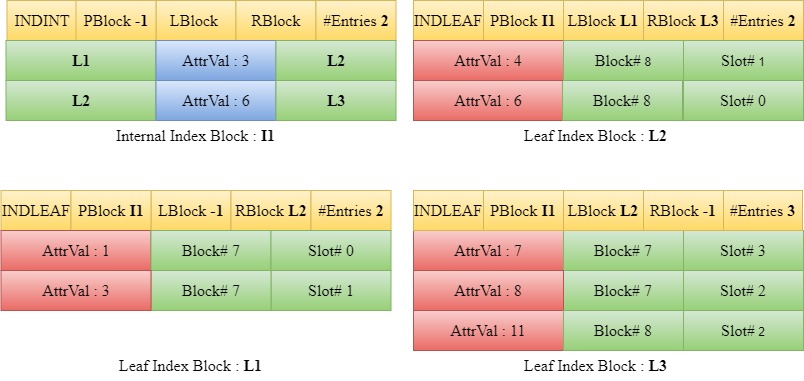 INDINT PBlock -1 LBlock RBlock #Entries 2
L1 AttrVal : 3 L2
L2 AttrVal : 6 L3
Internal Index Block : I1
INDLEAF PBlock I1 LBlock L1 RBlock L3 #Entries 2
AttrVal : 4 Block# 8 Slot# 1
AttrVal : 6 Block# 8 Slot# 0
Leaf Index Block : L2
INDLEAF PBlock I1 LBlock -1 RBlock L2 #Entries 2
AttrVal : 1 Block# 7 Slot# 0
AttrVal : 3 Block# 7 Slot# 1
Leaf Index Block : L1
INDLEAF PBlock I1 LBlock L2 RBlock -1 #Entries 3
AttrVal : 7 Block# 7 Slot# 3
AttrVal : 8 Block# 7 Slot# 2
AttrVal : 11 Block# 8 Slot# 2
Leaf Index Block : L3